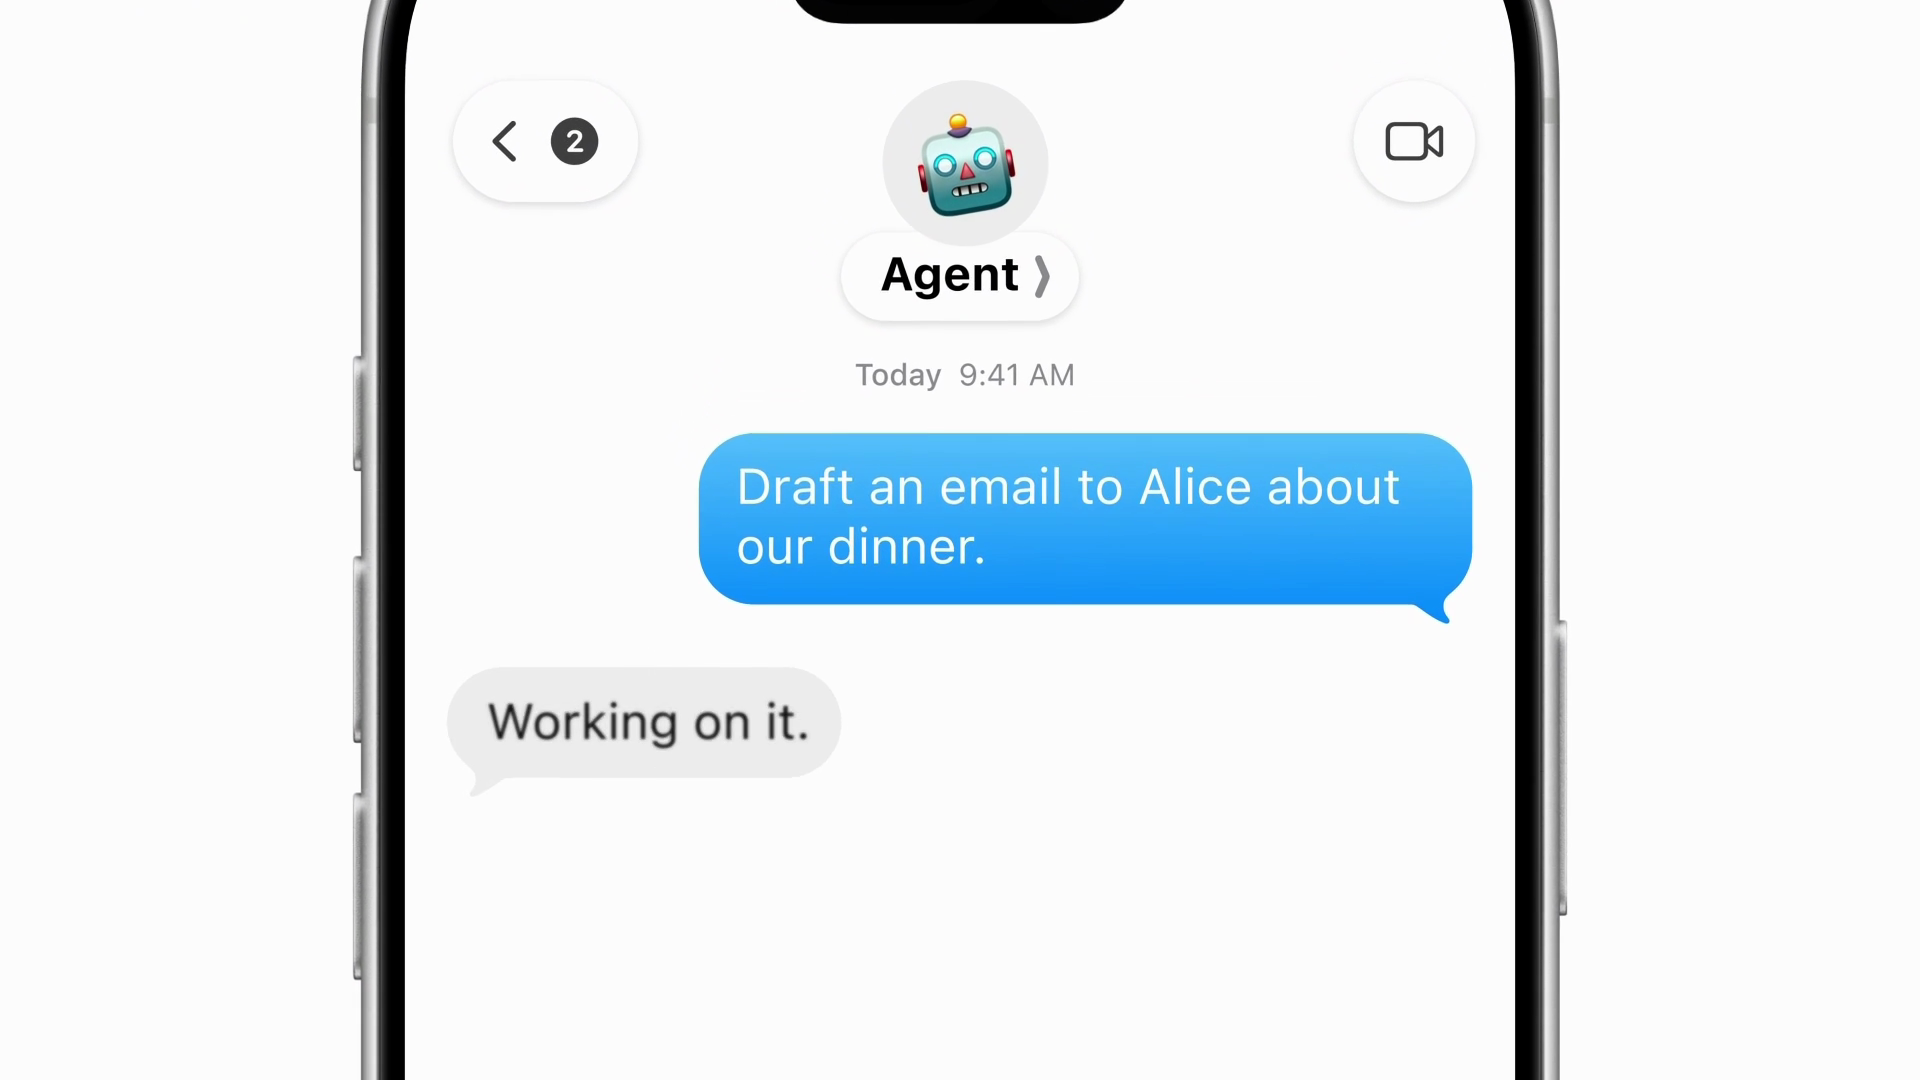 2
Agent
Today 9:41 AM
Draft an email to Alice about
our dinner.
Working on it.